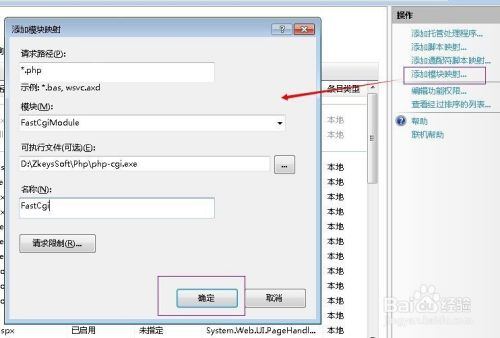 添加模块映射
请求路径(P):
*.php
示例: *.bas, wsvc.axd
模块(M):
FastCgiModule
可执行文件(可选)(E):
D:\ZkeysSoft\Php\php-cgi.exe
...
名称(N):
FastCgi
请求限制(R)...
确定
取消
条目类型
本地
本地
本地
本地
本地
本地
本地
本地
本地
本地
本地
本地
spx
已启用
未指定
System.Web.UI.PageHandl...
本地
操作
添加托管处理程序...
添加脚本映射...
添加通配符脚本映射...
添加模块映射...
编辑功能权限...
查看经过排序的列表...
帮助
联机帮助
Baidu经验
jingyan.baidu.com